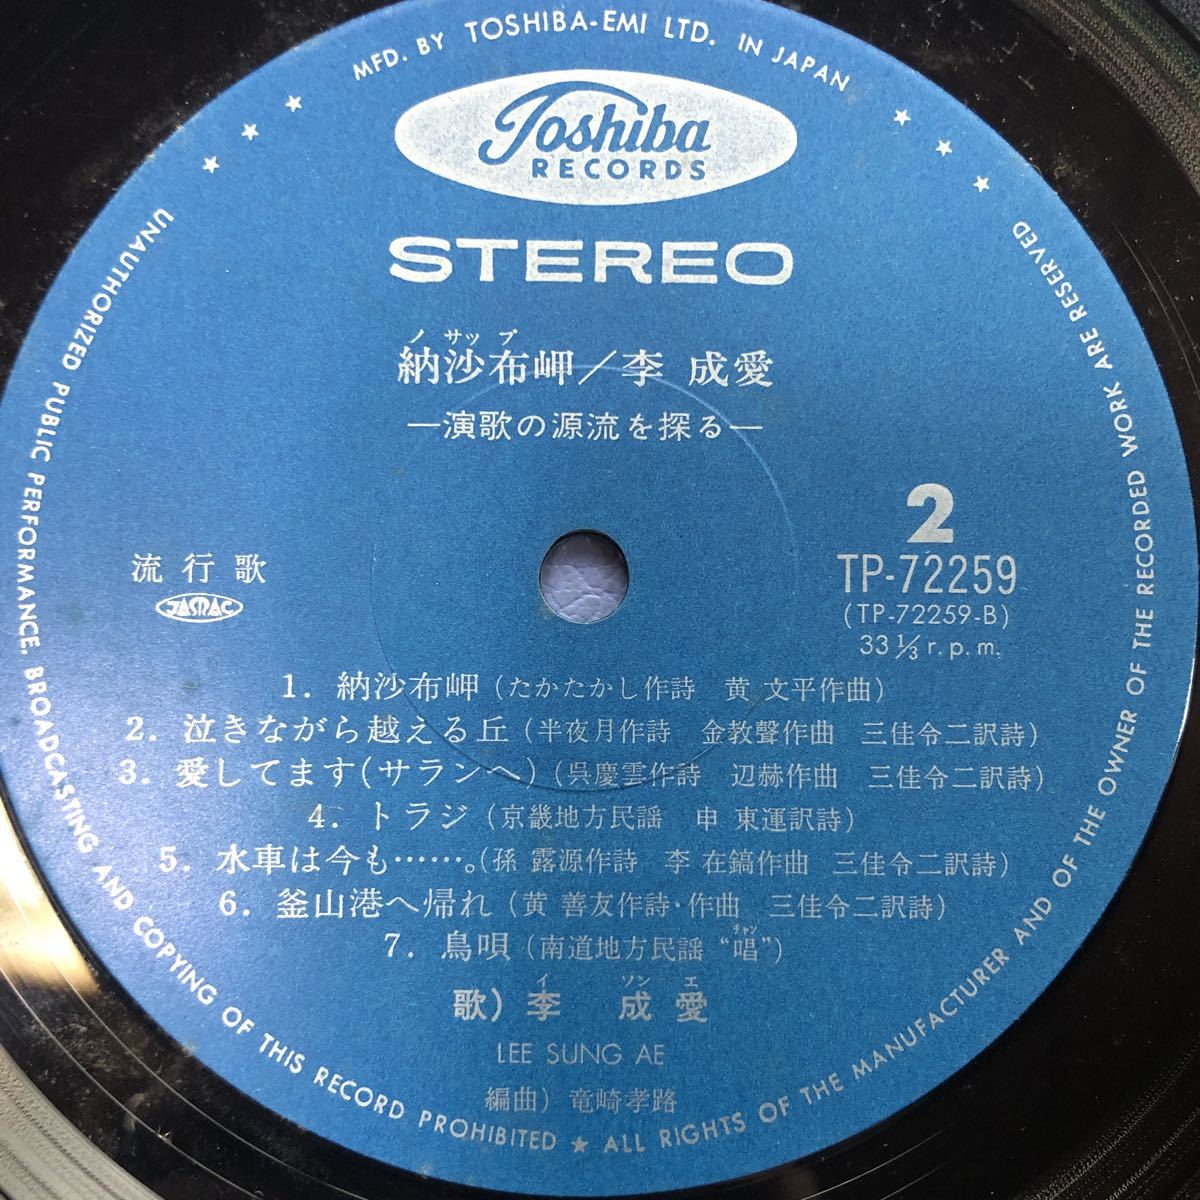 MFD. BY TOSHIBA-EMI LTD. IN JAPAN
Toshiba
RECORDS
STEREO
ノサップ
納沙布岬／李 成愛
―演歌の源流を探る―
2
流行歌
JASRAC
TP-72259
(TP-72259-B)
33 1/3 r.p.m.
1. 納沙布岬(たかたかし作詩 黄 文平作曲)
2. 泣きながら越える丘(半夜月作詩 金教聲作曲 三佳令二訳詩)
3. 愛してます(サランヘ)(呉慶雲作詩 辺赫作曲 三佳令二訳詩)
4. トラジ(京畿地方民謡 申 東運訳詩)
5. 水車は今も……。(孫 露源作詩 李 在鎬作曲 三佳令二訳詩)
6. 釜山港へ帰れ(黄 善友作詩・作曲 三佳令二訳詩)
チャン
7. 鳥唄(南道地方民謡 “唱”)
イ ソン エ
歌) 李 成愛
LEE SUNG AE
編曲) 竜崎孝路
UNAUTHORIZED PUBLIC PERFORMANCE, BROADCASTING AND COPYING OF THIS RECORD PROHIBITED ★ ALL RIGHTS OF THE MANUFACTURER AND OF THE OWNER OF THE RECORDED WORK ARE RESERVED